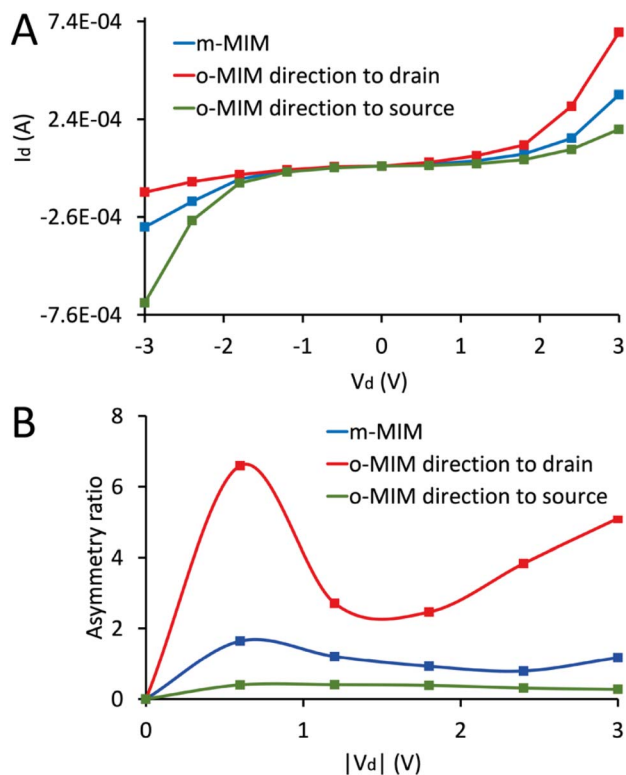 A
7.4E-04
m-MIM
o-MIM direction to drain
o-MIM direction to source
2.4E-04
Id (A)
-2.6E-04
-7.6E-04
-3 -2 -1 0 1 2 3
Vd (V)
B
8
m-MIM
o-MIM direction to drain
o-MIM direction to source
6
Asymmetry ratio
4
2
0
0 1 2 3
|Vd| (V)